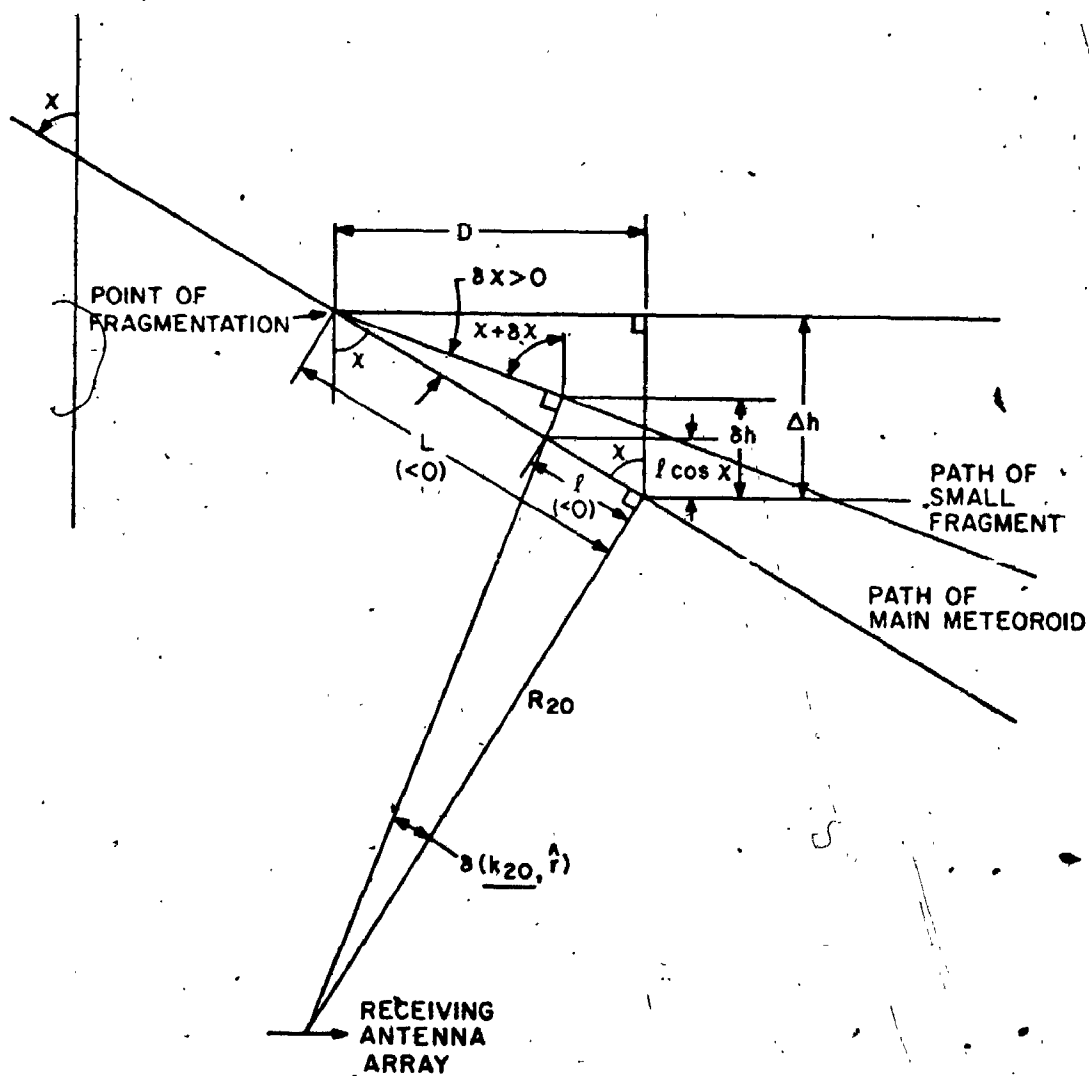 χ
D
δχ>0
POINT OF
FRAGMENTATION
χ+δχ
χ
L
(<0)
δh
Δh
χ
ℓ cos χ
ℓ
(<0)
PATH OF
SMALL
FRAGMENT
PATH OF
MAIN METEOROID
R20
δ(k20, r̂)
RECEIVING
ANTENNA
ARRAY